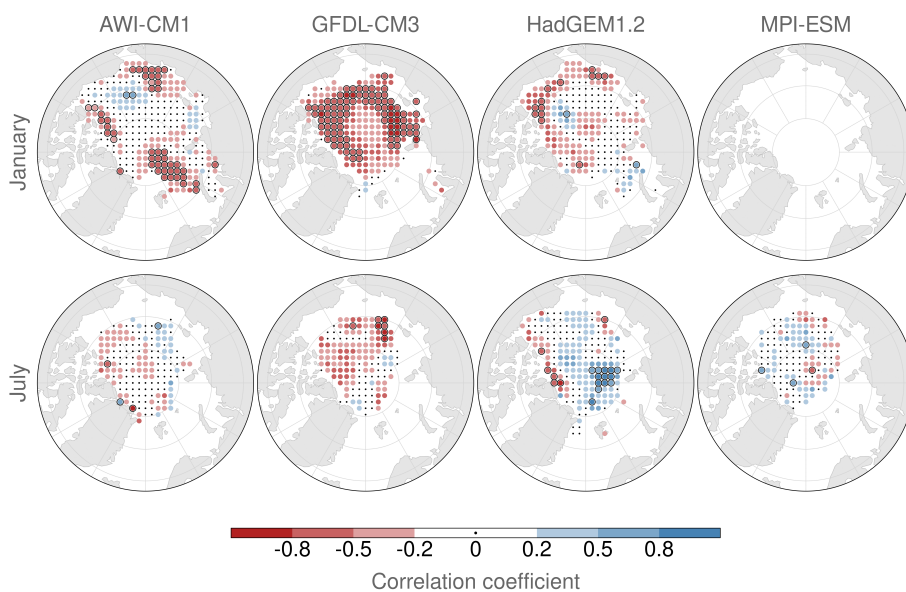 AWI-CM1 GFDL-CM3 HadGEM1.2 MPI-ESM
January
July
-0.8 -0.5 -0.2 0 0.2 0.5 0.8
Correlation coefficient